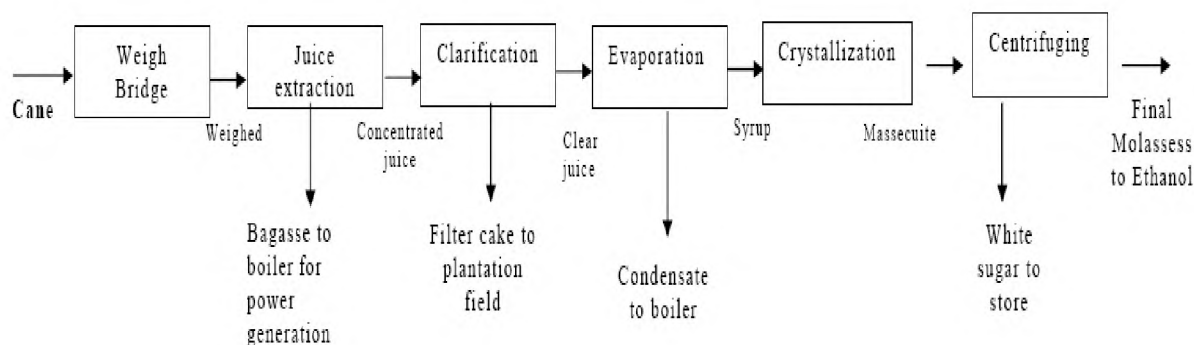 Weigh
Bridge
Juice
extraction
Clarification
Evaporation
Crystallization
Centrifuging
Cane
Weighed
Concentrated
juice
Clear
juice
Syrup
Massecuite
Final
Molassess
to Ethanol
Bagasse to
boiler for
power
generation
Filter cake to
plantation
field
Condensate
to boiler
White
sugar to
store